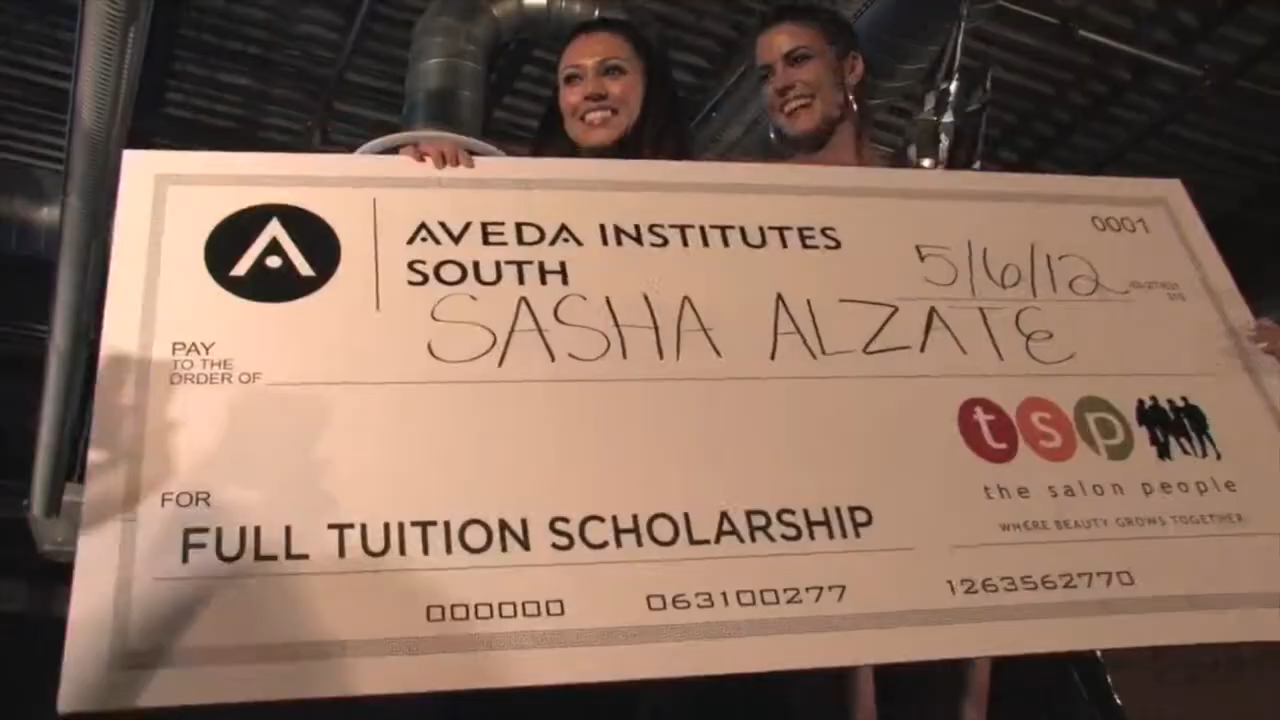 AVEDA INSTITUTES
SOUTH
0001
5/6/12
PAY
TO THE
ORDER OF
SASHA ALZATE
tsp
the salon people
WHERE BEAUTY GROWS TOGETHER
FOR
FULL TUITION SCHOLARSHIP
000000 063100277 1263562770